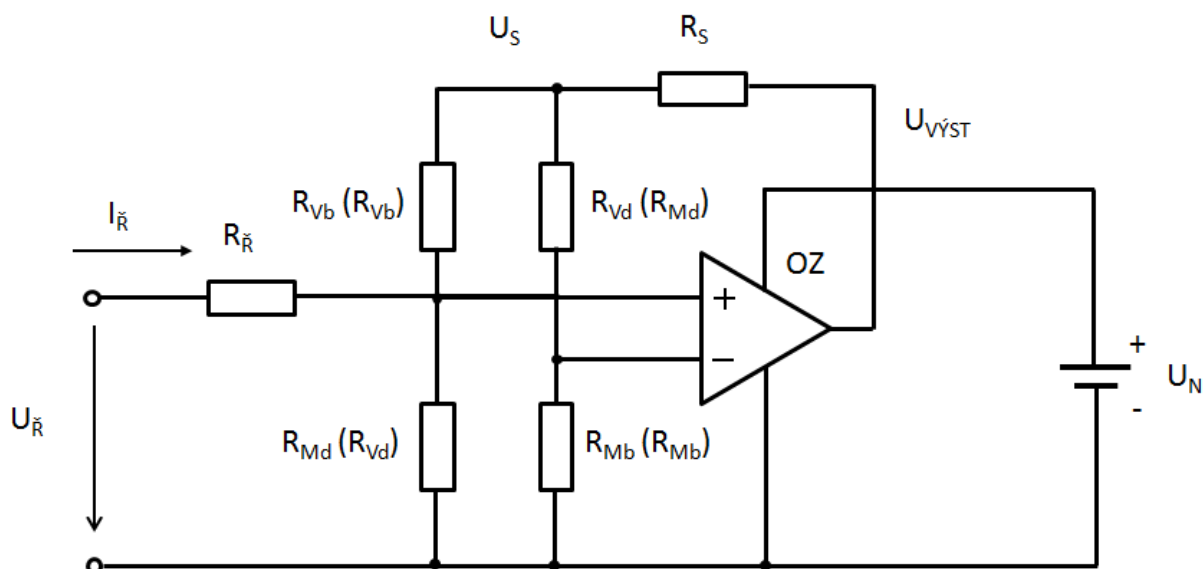 U_S
R_S
U_VÝST
R_Vb (R_Vb)
R_Vd (R_Md)
I_Ř
R_Ř
OZ
+
−
+
U_N
-
U_Ř
R_Md (R_Vd)
R_Mb (R_Mb)